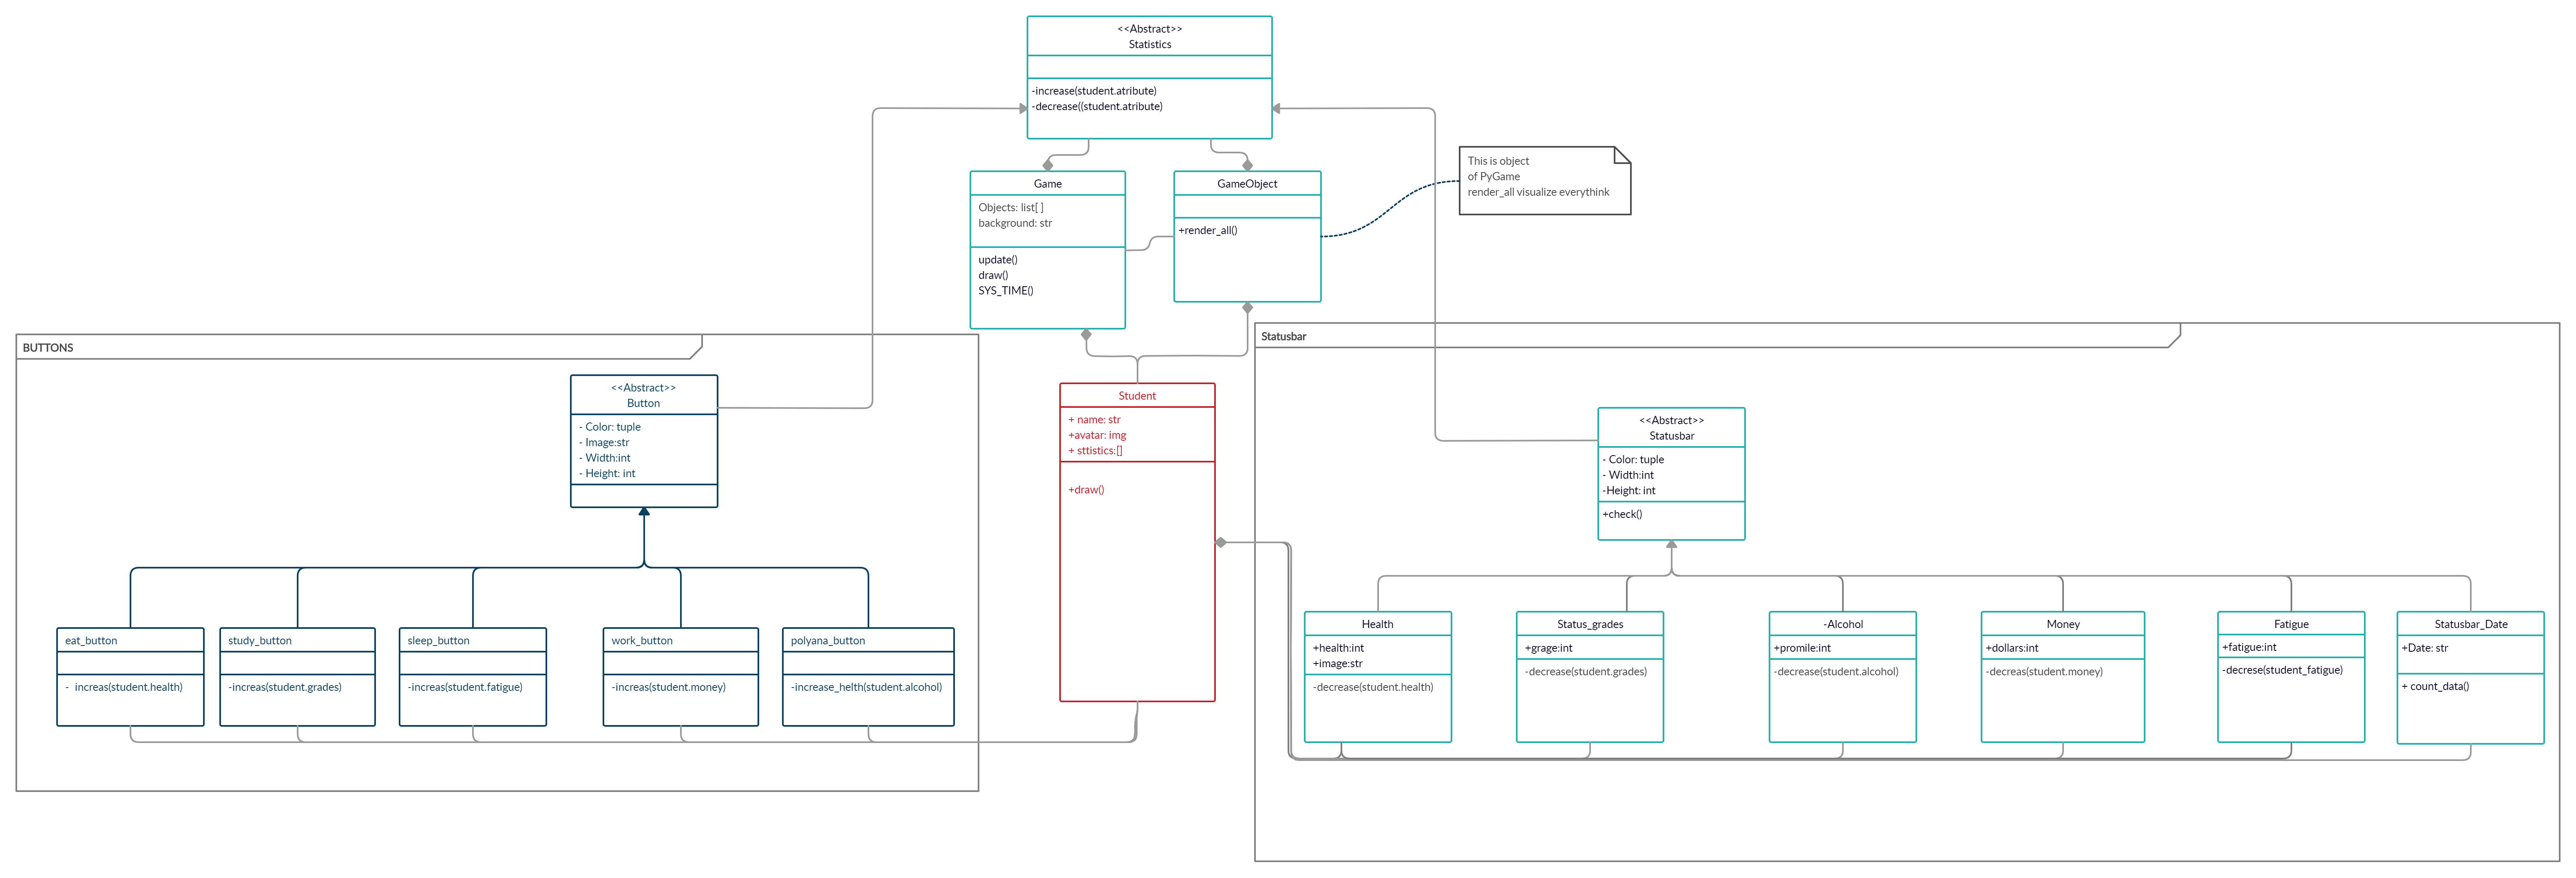 <<Abstract>>
Statistics
-increase(student.atribute)
-decrease((student.atribute)
Game
Objects: list[ ]
background: str
update()
draw()
SYS_TIME()
GameObject
+render_all()
This is object
of PyGame
render_all visualize everythink
BUTTONS
<<Abstract>>
Button
- Color: tuple
- Image:str
- Width:int
- Height: int
eat_button
-  increas(student.health)
study_button
-increas(student.grades)
sleep_button
-increas(student.fatigue)
work_button
-increas(student.money)
polyana_button
-increase_helth(student.alcohol)
Student
+ name: str
+avatar: img
+ sttistics:[]
+draw()
Statusbar
<<Abstract>>
Statusbar
- Color: tuple
- Width:int
-Height: int
+check()
Health
+health:int
+image:str
-decrease(student.health)
Status_grades
+grage:int
-decrease(student.grades)
-Alcohol
+promile:int
-decrease(student.alcohol)
Money
+dollars:int
-decreas(student.money)
Fatigue
+fatigue:int
-decrese(student_fatigue)
Statusbar_Date
+Date: str
+ count_data()